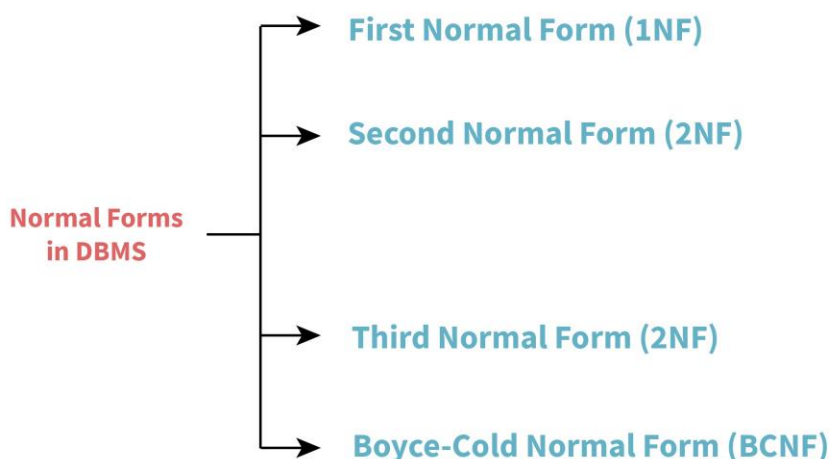 First Normal Form (1NF)
Second Normal Form (2NF)
Normal Forms
in DBMS
Third Normal Form (2NF)
Boyce-Cold Normal Form (BCNF)